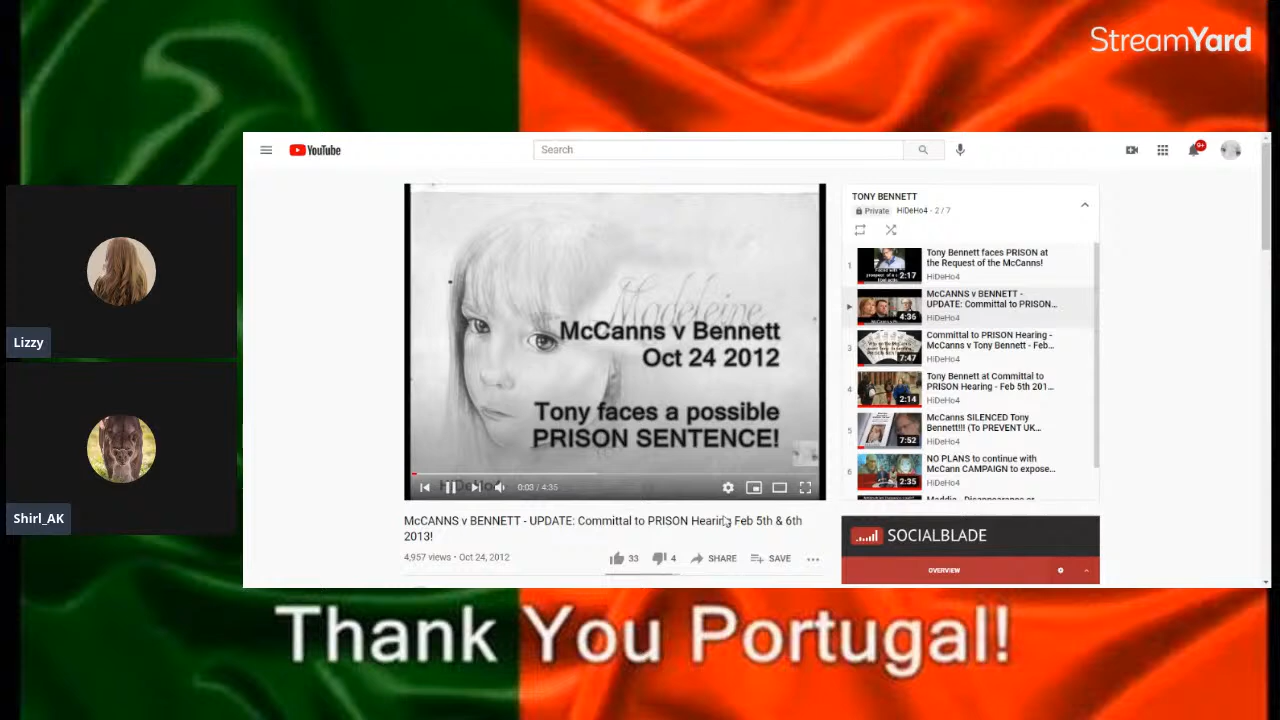 StreamYard
YouTube
Search
9+
Lizzy
Shirl_AK
Madeleine
McCanns v Bennett
Oct 24 2012
Tony faces a possible
PRISON SENTENCE!
0:03 / 4:35
McCANNS v BENNETT - UPDATE: Committal to PRISON Hearing Feb 5th & 6th
2013!
4,957 views • Oct 24, 2012
33
4
SHARE
SAVE
TONY BENNETT
Private HiDeHo4 - 2 / 7
1
Tony Bennett faces PRISON at
the Request of the McCanns!
HiDeHo4
2:17
McCANNS v BENNETT -
UPDATE: Committal to PRISON...
HiDeHo4
4:36
3
Committal to PRISON Hearing -
McCanns v Tony Bennett - Feb...
HiDeHo4
7:47
4
Tony Bennett at Committal to
PRISON Hearing - Feb 5th 201...
HiDeHo4
2:14
5
McCanns SILENCED Tony
Bennett!!! (To PREVENT UK...
HiDeHo4
7:52
6
NO PLANS to continue with
McCann CAMPAIGN to expose...
HiDeHo4
2:35
SOCIALBLADE
OVERVIEW
Thank You Portugal!